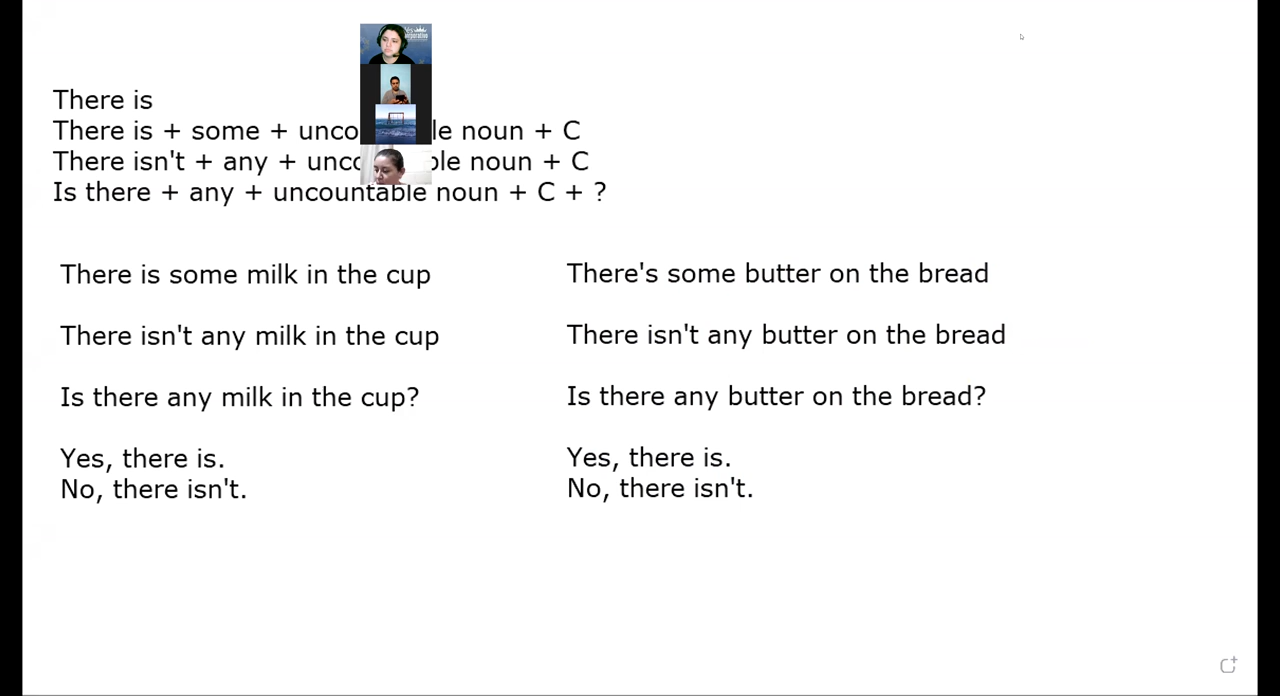 There is
There is + some + unco le noun + C
There isn't + any + unc ble noun + C
Is there + any + uncountable noun + C + ?
There is some milk in the cup
There isn't any milk in the cup
Is there any milk in the cup?
Yes, there is.
No, there isn't.
There's some butter on the bread
There isn't any butter on the bread
Is there any butter on the bread?
Yes, there is.
No, there isn't.